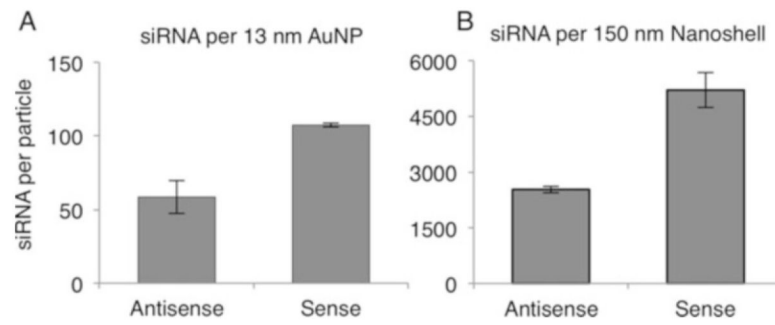 A
siRNA per 13 nm AuNP
siRNA per particle
150
100
50
0
Antisense
Sense
B
siRNA per 150 nm Nanoshell
6000
4500
3000
1500
0
Antisense
Sense